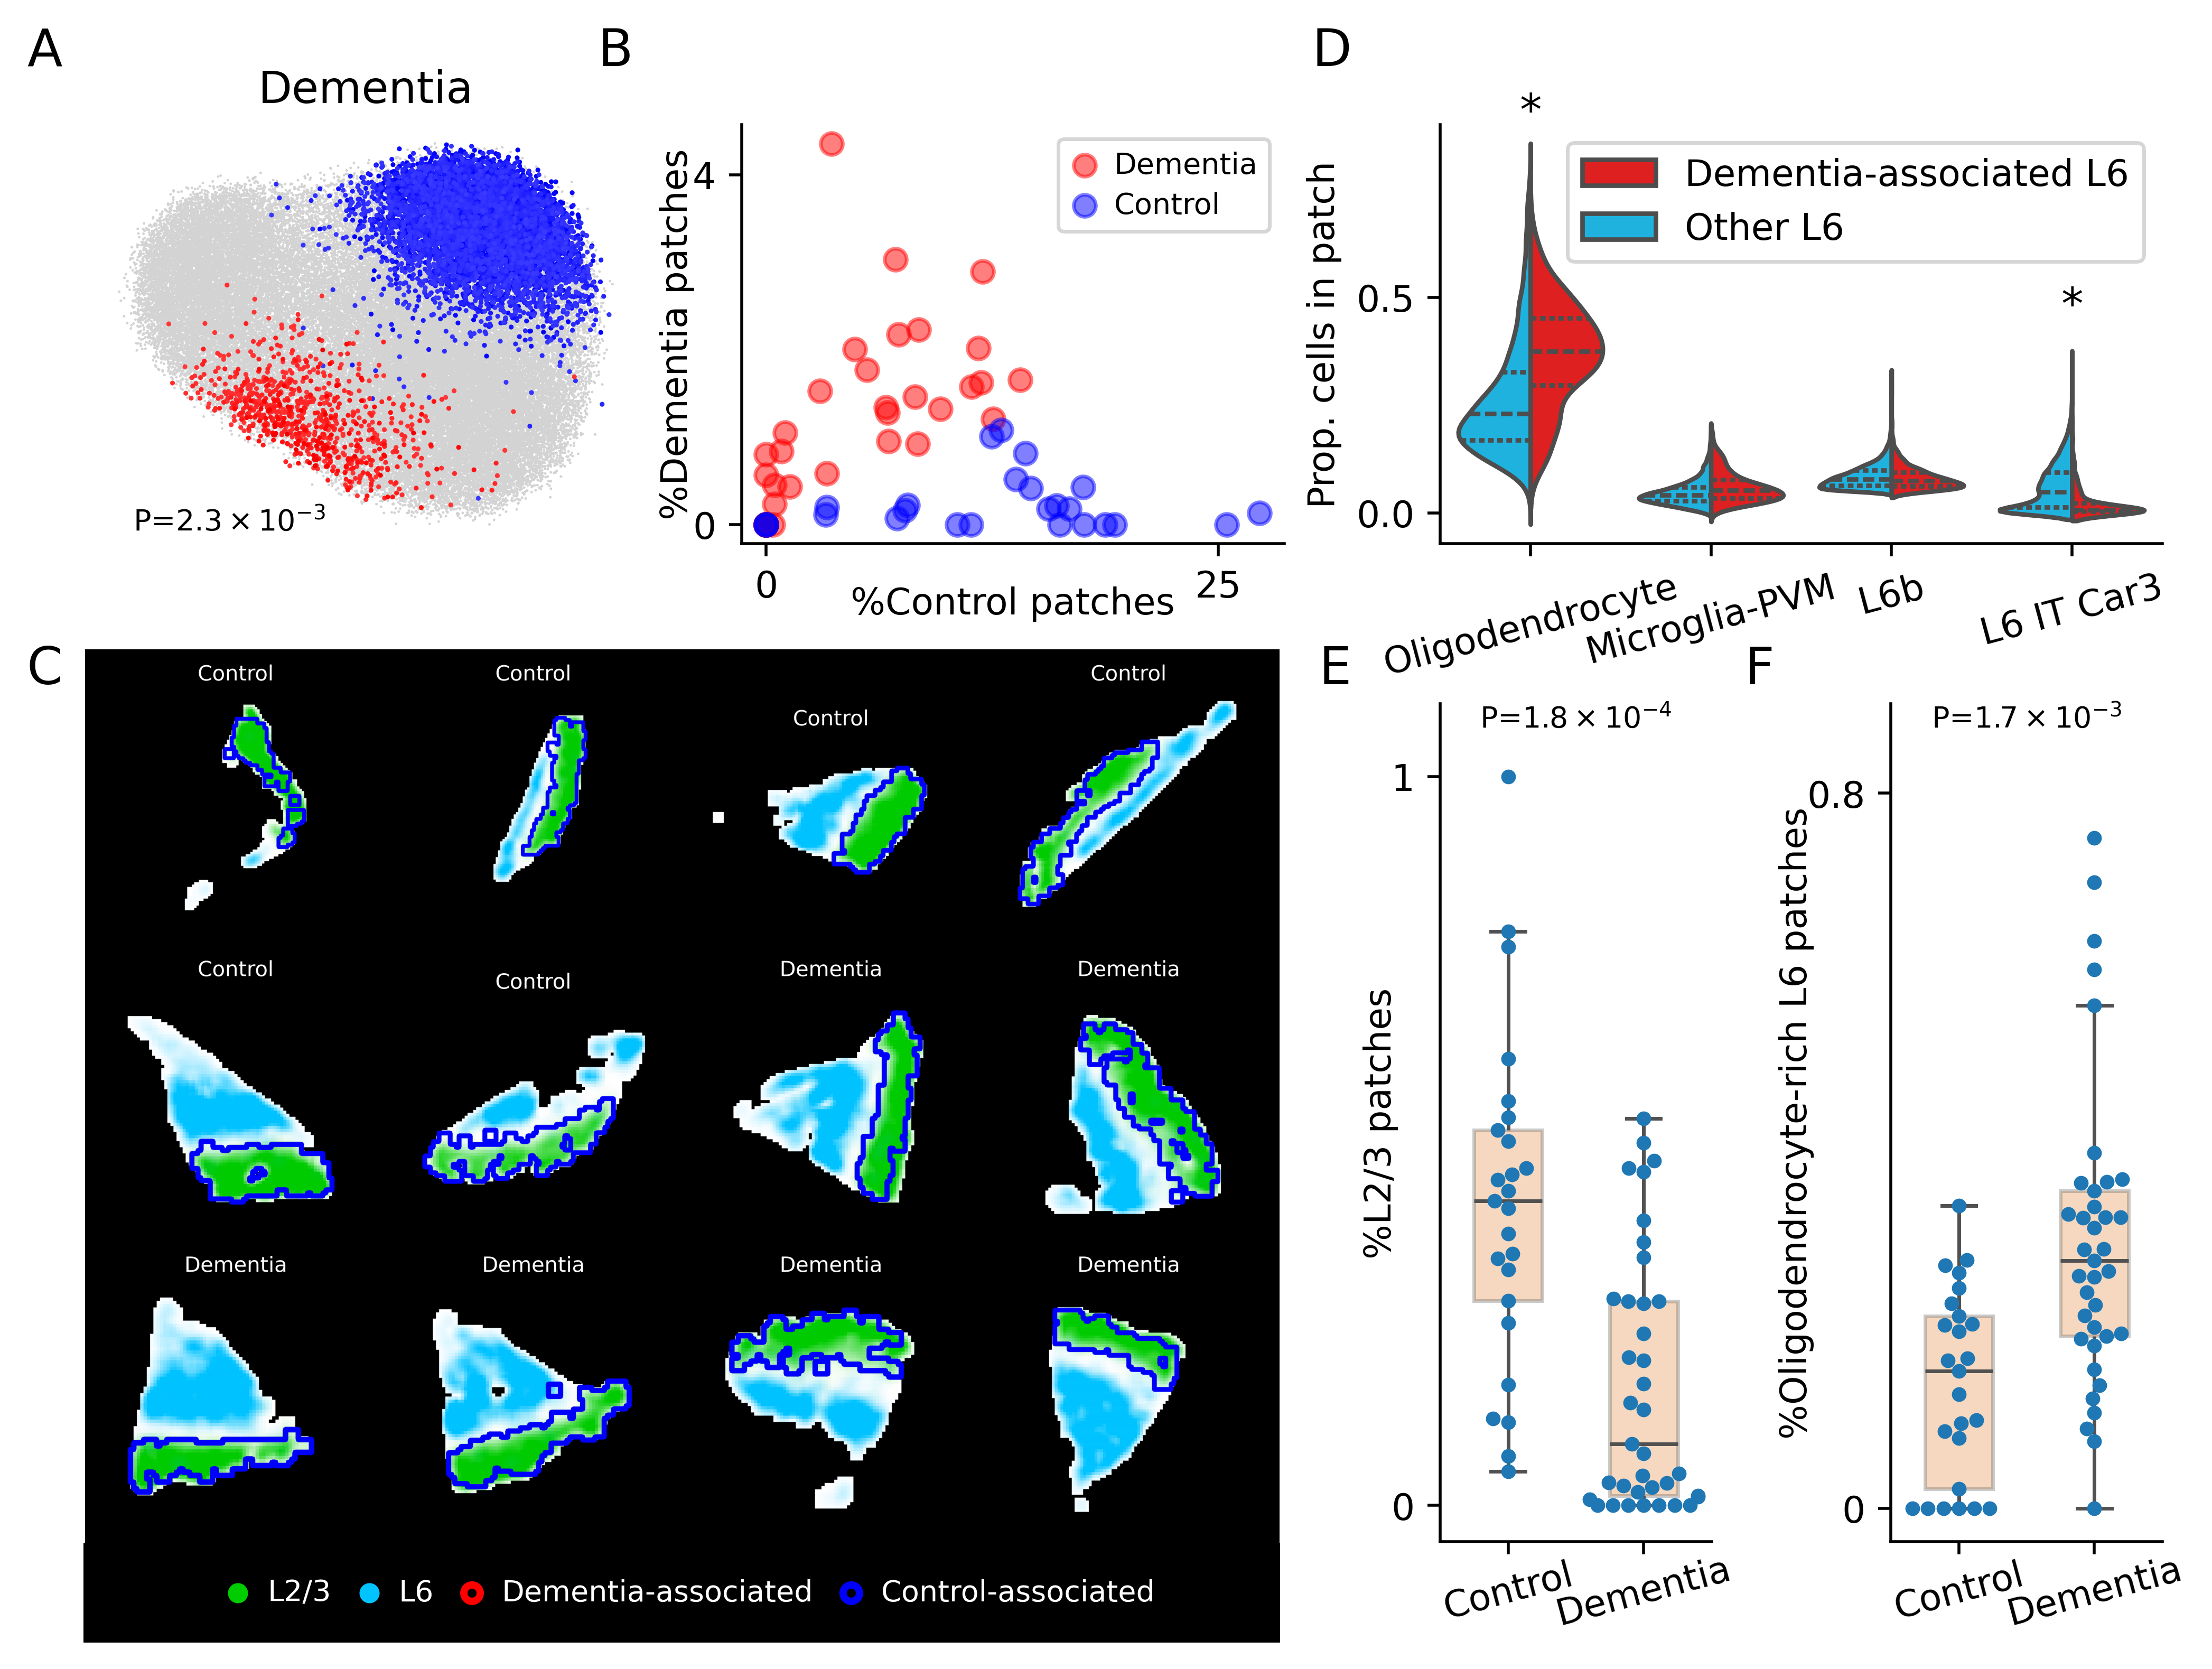 A
Dementia
P=2.3 × 10⁻³
B
%Dementia patches
4
0
Dementia
Control
0
25
%Control patches
D
*
*
Dementia-associated L6
Other L6
Prop. cells in patch
0.5
0.0
Oligodendrocyte
Microglia-PVM
L6b
L6 IT Car3
C
Control
Control
Control
Control
Control
Control
Dementia
Dementia
Dementia
Dementia
Dementia
Dementia
L2/3
L6
Dementia-associated
Control-associated
E
P=1.8 × 10⁻⁴
%L2/3 patches
1
0
Control
Dementia
F
P=1.7 × 10⁻³
%Oligodendrocyte-rich L6 patches
0.8
0
Control
Dementia